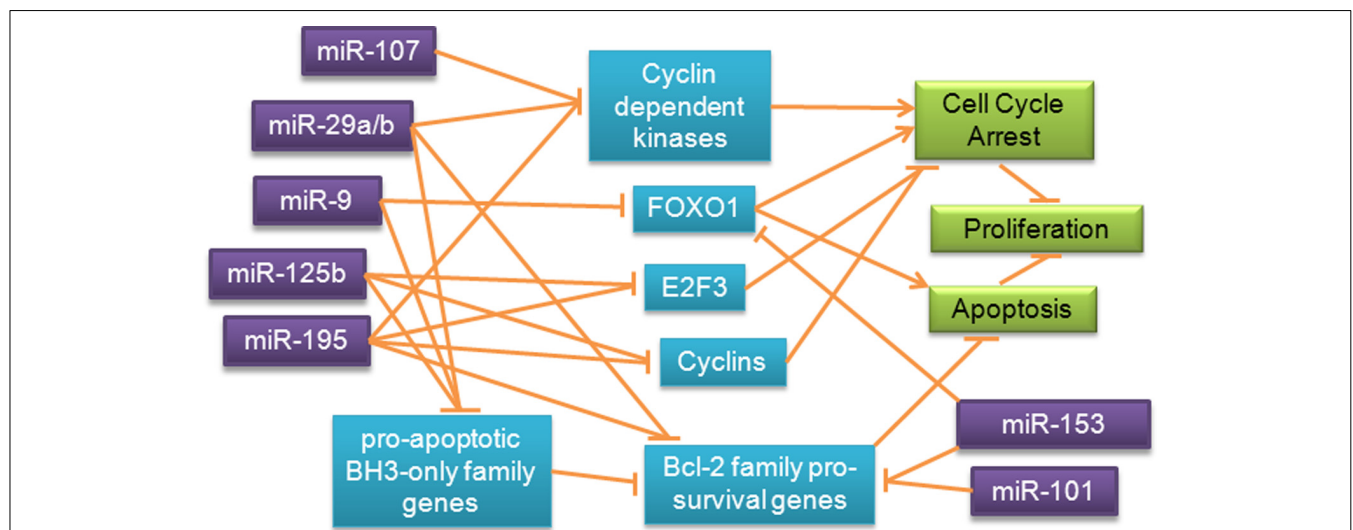 miR-107
miR-29a/b
miR-9
miR-125b
miR-195
Cyclin
dependent
kinases
FOXO1
E2F3
Cyclins
pro-apoptotic
BH3-only family
genes
Bcl-2 family pro-
survival genes
Cell Cycle
Arrest
Proliferation
Apoptosis
miR-153
miR-101